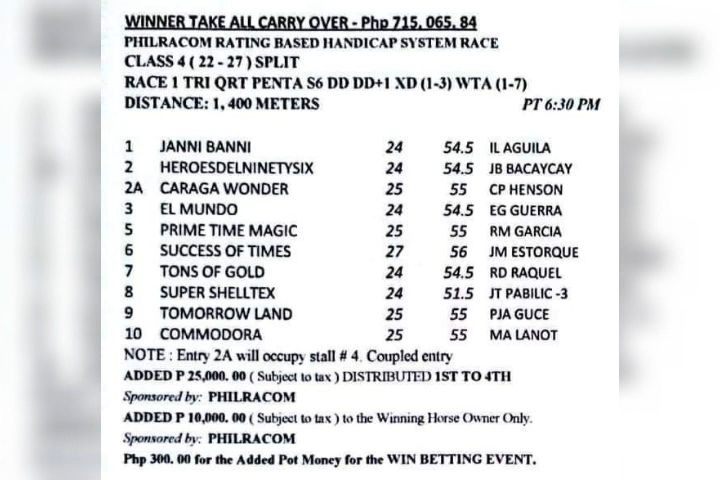 WINNER TAKE ALL CARRY OVER - Php 715, 065. 84
PHILRACOM RATING BASED HANDICAP SYSTEM RACE
CLASS 4 ( 22 - 27 ) SPLIT
RACE 1 TRI QRT PENTA S6 DD DD+1 XD (1-3) WTA (1-7)
DISTANCE: 1, 400 METERS PT 6:30 PM
1 JANNI BANNI 24 54.5 IL AGUILA
2 HEROESDELNINETYSIX 24 54.5 JB BACAYCAY
2A CARAGA WONDER 25 55 CP HENSON
3 EL MUNDO 24 54.5 EG GUERRA
5 PRIME TIME MAGIC 25 55 RM GARCIA
6 SUCCESS OF TIMES 27 56 JM ESTORQUE
7 TONS OF GOLD 24 54.5 RD RAQUEL
8 SUPER SHELLTEX 24 51.5 JT PABILIC -3
9 TOMORROW LAND 25 55 PJA GUCE
10 COMMODORA 25 55 MA LANOT
NOTE : Entry 2A will occupy stall # 4. Coupled entry
ADDED P 25,000. 00 ( Subject to tax ) DISTRIBUTED 1ST TO 4TH
Sponsored by: PHILRACOM
ADDED P 10,000. 00 ( Subject to tax ) to the Winning Horse Owner Only.
Sponsored by: PHILRACOM
Php 300. 00 for the Added Pot Money for the WIN BETTING EVENT.